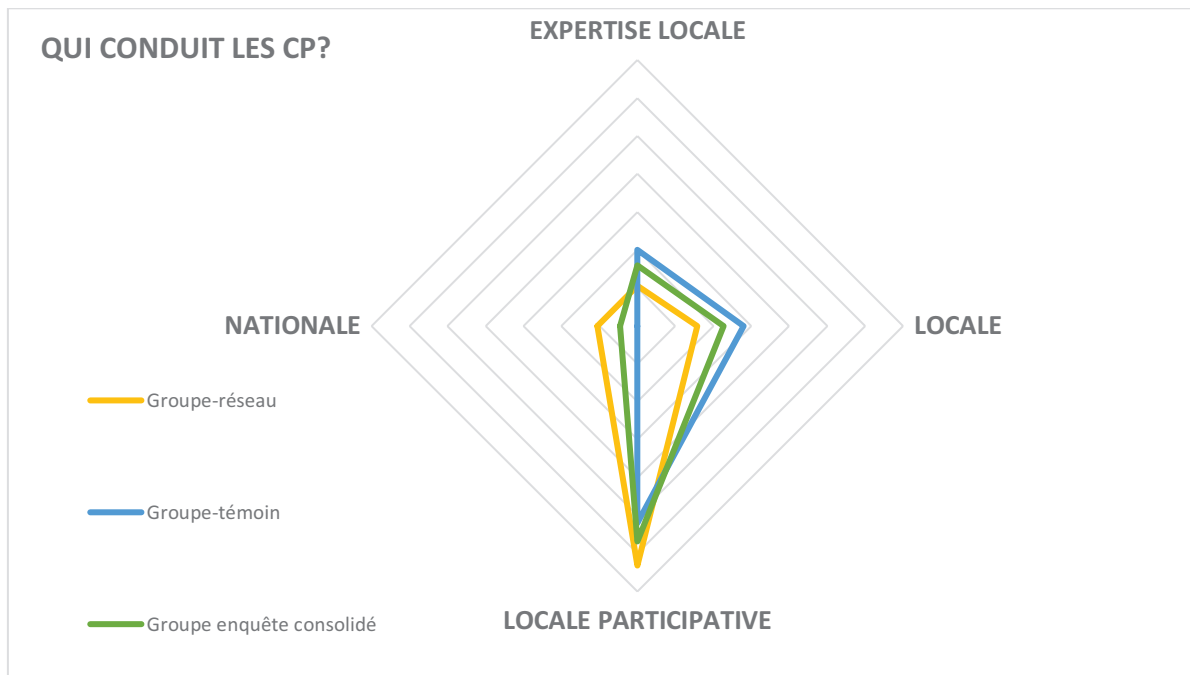 QUI CONDUIT LES CP?
EXPERTISE LOCALE
NATIONALE
LOCALE
Groupe-réseau
Groupe-témoin
LOCALE PARTICIPATIVE
Groupe enquête consolidé